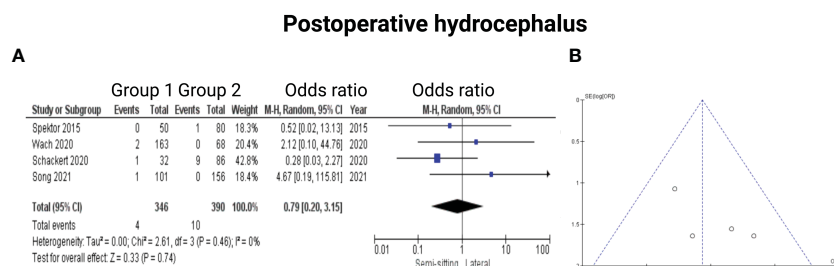 Postoperative hydrocephalus
A
B
Group 1 Group 2 Odds ratio Odds ratio
Study or Subgroup Events Total Events Total Weight M-H, Random, 95% CI Year M-H, Random, 95% CI
Spektor 2015 0 50 1 80 18.3% 0.52 [0.02, 13.13] 2015
Wach 2020 2 163 0 68 20.4% 2.12 [0.10, 44.76] 2020
Schackert 2020 1 32 9 86 42.8% 0.28 [0.03, 2.27] 2020
Song 2021 1 101 0 156 18.4% 4.67 [0.19, 115.81] 2021
Total (95% CI) 346 390 100.0% 0.79 [0.20, 3.15]
Total events 4 10
Heterogeneity: Tau² = 0.00; Chi² = 2.61, df = 3 (P = 0.46); I² = 0%
Test for overall effect: Z = 0.33 (P = 0.74)
0.01 0.1 1 10 100
Semi-sitting Lateral
SE(log[OR])
0
0.5
1
1.5
2